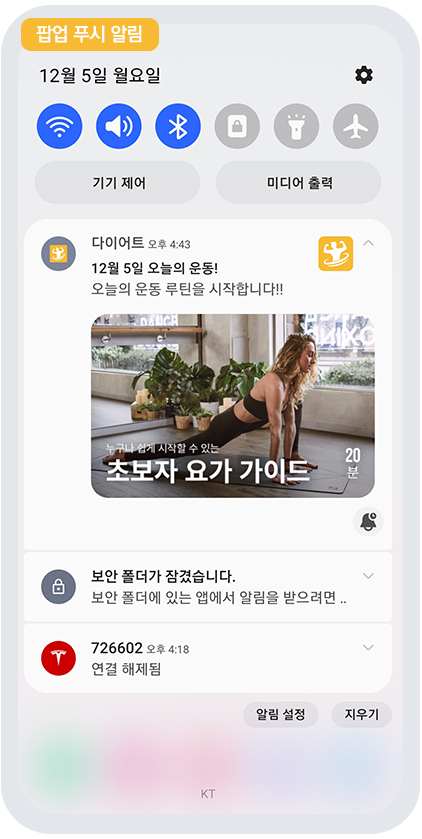 팝업 푸시 알림
12월 5일 월요일
기기 제어
미디어 출력
다이어트 오후 4:43
12월 5일 오늘의 운동!
오늘의 운동 루틴을 시작합니다!!
누구나 쉽게 시작할 수 있는
초보자 요가 가이드
20
분
보안 폴더가 잠겼습니다.
보안 폴더에 있는 앱에서 알림을 받으려면 ..
726602 오후 4:18
연결 해제됨
알림 설정
지우기
KT